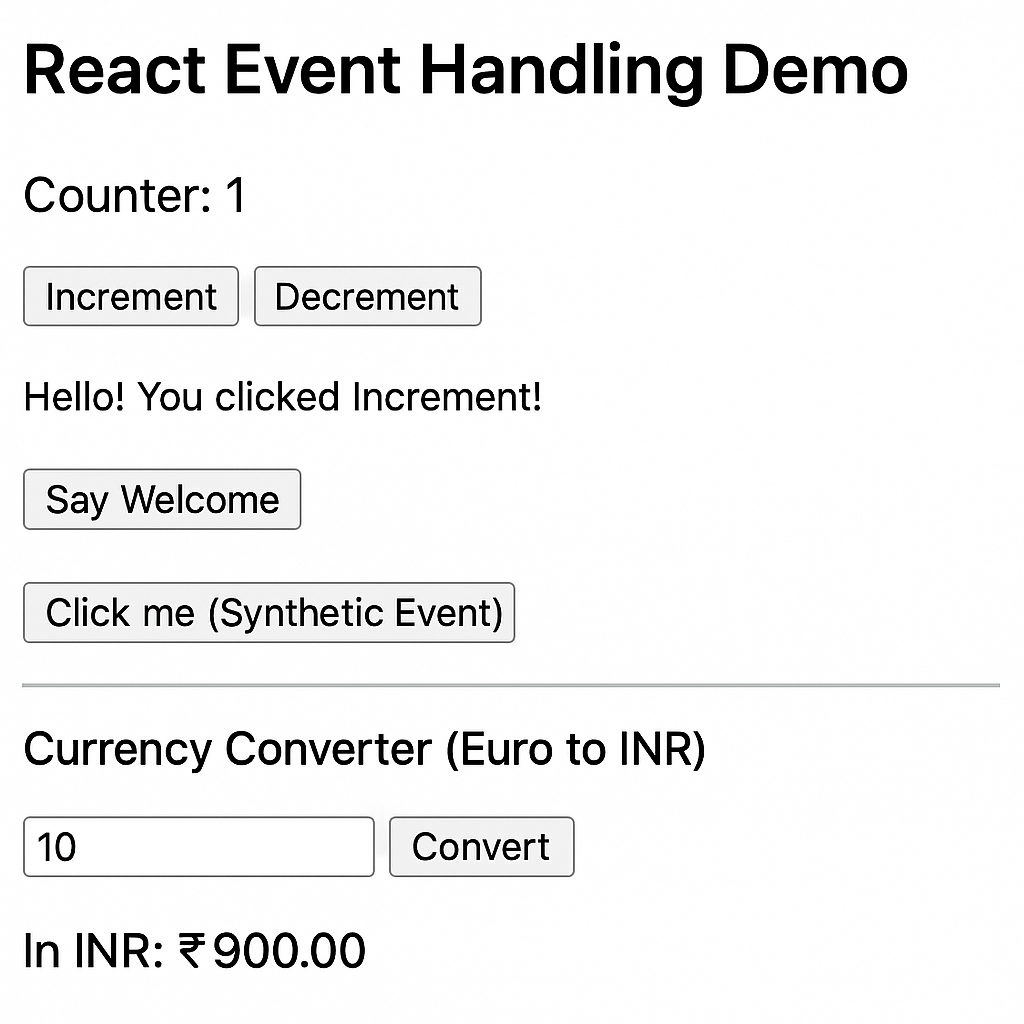 React Event Handling Demo
Counter: 1
Increment Decrement
Hello! You clicked Increment!
Say Welcome
Click me (Synthetic Event)
Currency Converter (Euro to INR)
10 Convert
In INR: ₹900.00